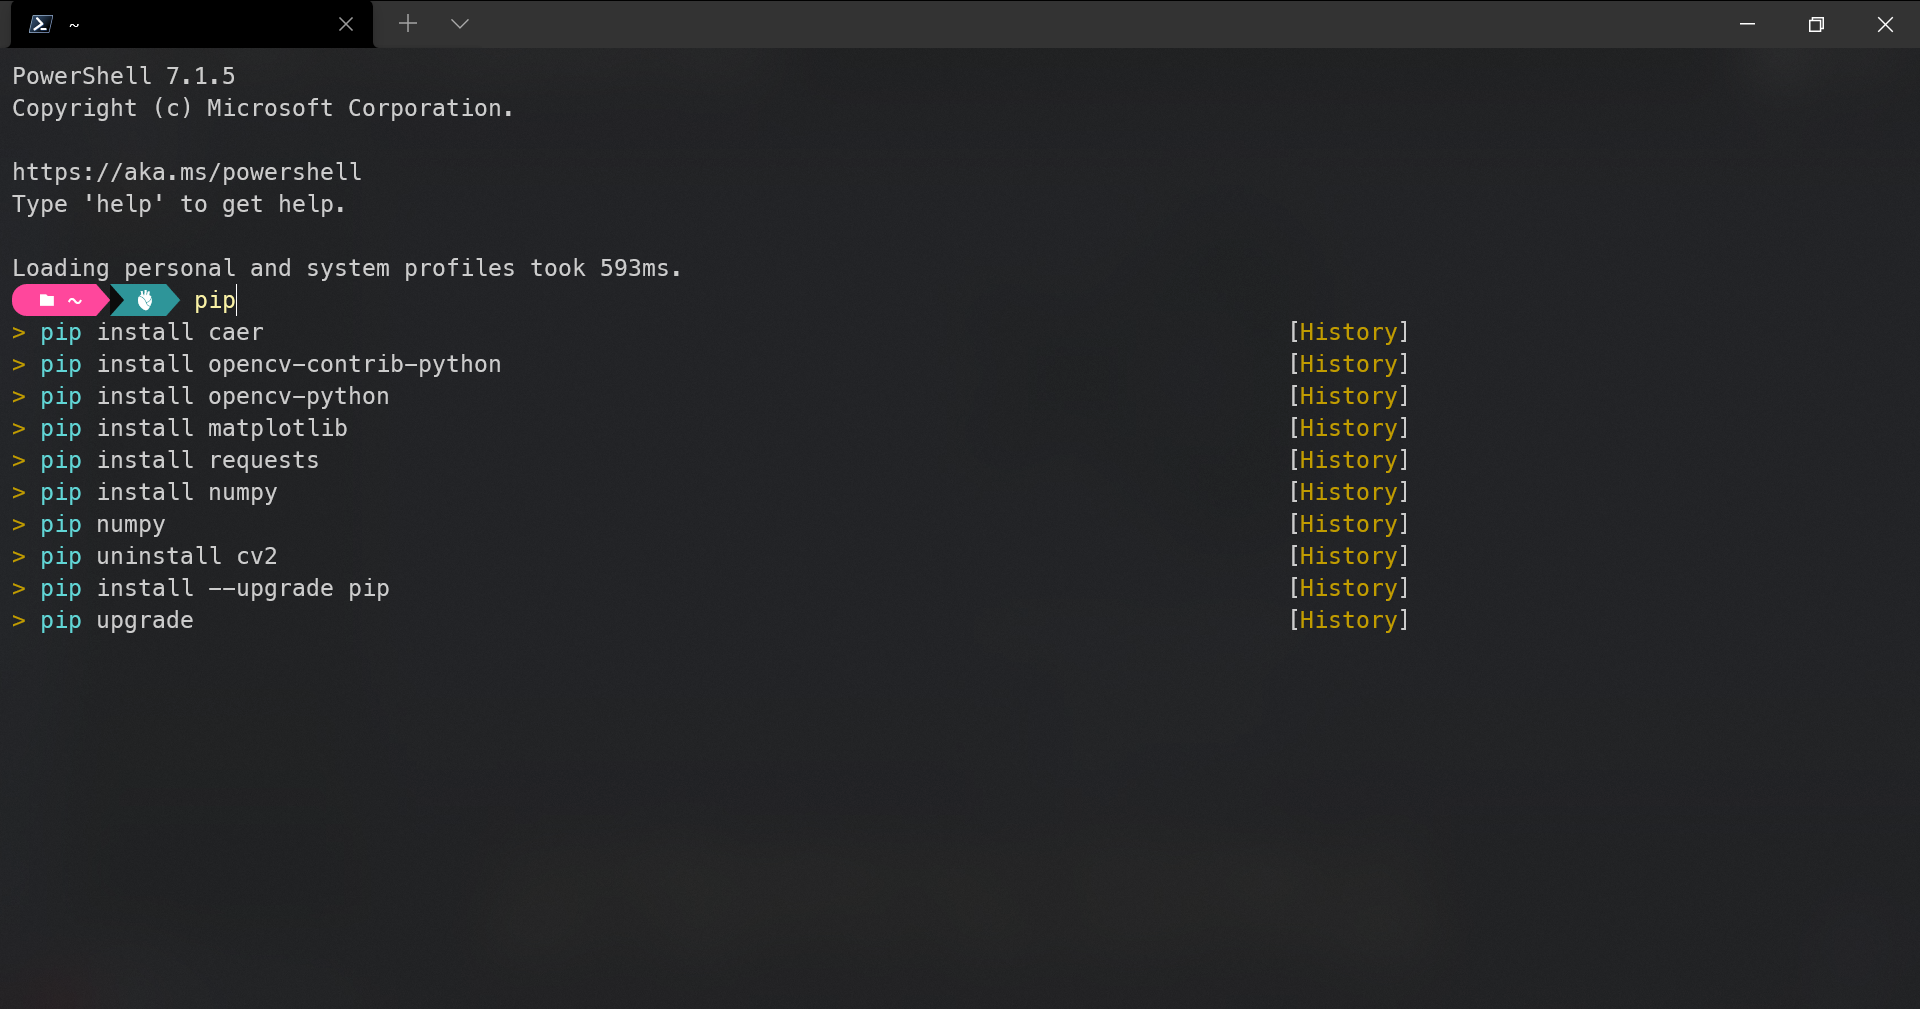 ~
PowerShell 7.1.5
Copyright (c) Microsoft Corporation.
https://aka.ms/powershell
Type 'help' to get help.
Loading personal and system profiles took 593ms.
~ pip
> pip install caer [History]
> pip install opencv-contrib-python [History]
> pip install opencv-python [History]
> pip install matplotlib [History]
> pip install requests [History]
> pip install numpy [History]
> pip numpy [History]
> pip uninstall cv2 [History]
> pip install --upgrade pip [History]
> pip upgrade [History]